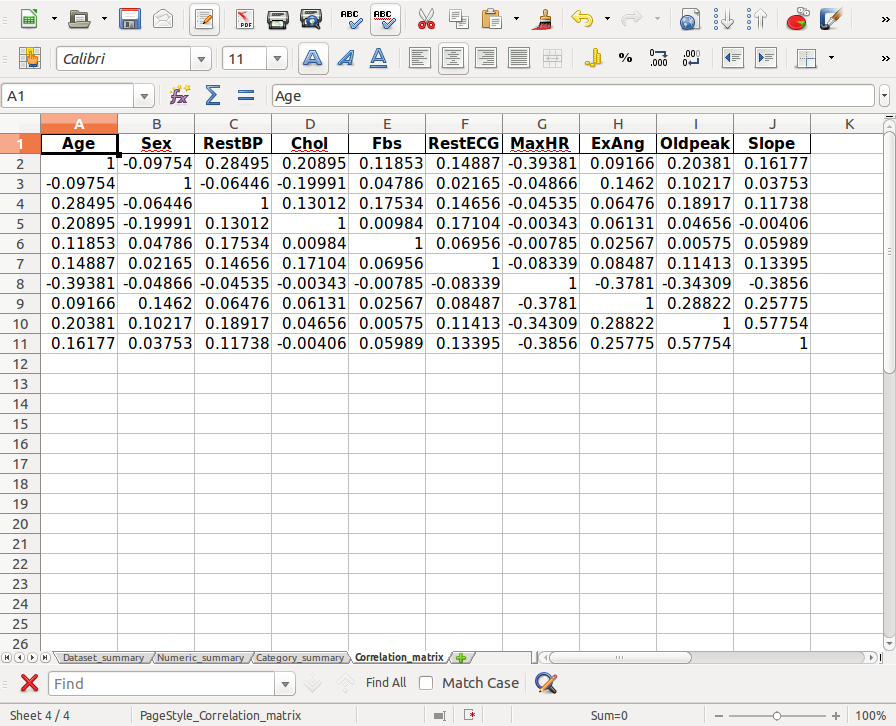 ABC ABC
PDF
Calibri 11 A A A % 0.000 .000
A1 fx Σ = Age
A B C D E F G H I J K
1 Age Sex RestBP Chol Fbs RestECG MaxHR ExAng Oldpeak Slope
2 1 -0.09754 0.28495 0.20895 0.11853 0.14887 -0.39381 0.09166 0.20381 0.16177
3 -0.09754 1 -0.06446 -0.19991 0.04786 0.02165 -0.04866 0.1462 0.10217 0.03753
4 0.28495 -0.06446 1 0.13012 0.17534 0.14656 -0.04535 0.06476 0.18917 0.11738
5 0.20895 -0.19991 0.13012 1 0.00984 0.17104 -0.00343 0.06131 0.04656 -0.00406
6 0.11853 0.04786 0.17534 0.00984 1 0.06956 -0.00785 0.02567 0.00575 0.05989
7 0.14887 0.02165 0.14656 0.17104 0.06956 1 -0.08339 0.08487 0.11413 0.13395
8 -0.39381 -0.04866 -0.04535 -0.00343 -0.00785 -0.08339 1 -0.3781 -0.34309 -0.3856
9 0.09166 0.1462 0.06476 0.06131 0.02567 0.08487 -0.3781 1 0.28822 0.25775
10 0.20381 0.10217 0.18917 0.04656 0.00575 0.11413 -0.34309 0.28822 1 0.57754
11 0.16177 0.03753 0.11738 -0.00406 0.05989 0.13395 -0.3856 0.25775 0.57754 1
12
13
14
15
16
17
18
19
20
21
22
23
24
25
26
Dataset_summary Numeric_summary Category_summary Correlation_matrix
Find Find All Match Case
Sheet 4 / 4 PageStyle_Correlation_matrix Sum=0 100%